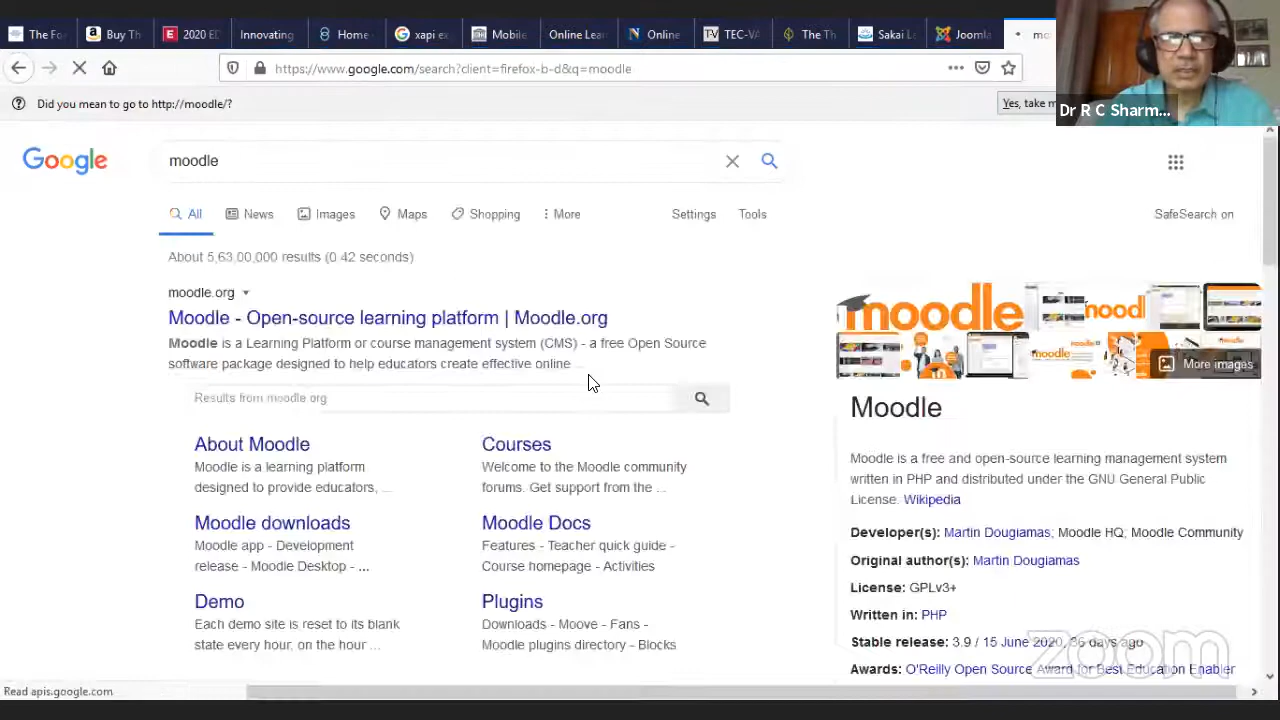 The Fo
Buy Th
2020 ED
Innovating
Home
xapi ex
Mobile
Online Lear
Online
TEC-VA
The Th
Sakai L
Joomla
mo
https://www.google.com/search?client=firefox-b-d&q=moodle
Did you mean to go to http://moodle/?
Yes, take m
Dr R C Sharm...
Google
moodle
All
News
Images
Maps
Shopping
More
Settings
Tools
SafeSearch on
About 5,63,00,000 results (0.42 seconds)
moodle.org
Moodle - Open-source learning platform | Moodle.org
Moodle is a Learning Platform or course management system (CMS) - a free Open Source
software package designed to help educators create effective online ...
Results from moodle.org
About Moodle
Moodle is a learning platform
designed to provide educators, ...
Courses
Welcome to the Moodle community
forums. Get support from the ...
Moodle downloads
Moodle app - Development
release - Moodle Desktop - ...
Moodle Docs
Features - Teacher quick guide -
Course homepage - Activities
Demo
Each demo site is reset to its blank
state every hour, on the hour ...
Plugins
Downloads - Moove - Fans -
Moodle plugins directory - Blocks
moodle
mood
moodle
moodle
More images
Moodle
Moodle is a free and open-source learning management system
written in PHP and distributed under the GNU General Public
License. Wikipedia
Developer(s): Martin Dougiamas; Moodle HQ; Moodle Community
Original author(s): Martin Dougiamas
License: GPLv3+
Written in: PHP
Stable release: 3.9 / 15 June 2020, 36 days ago
Awards: O'Reilly Open Source Award for Best Education Enabler
zoom
Read apis.google.com